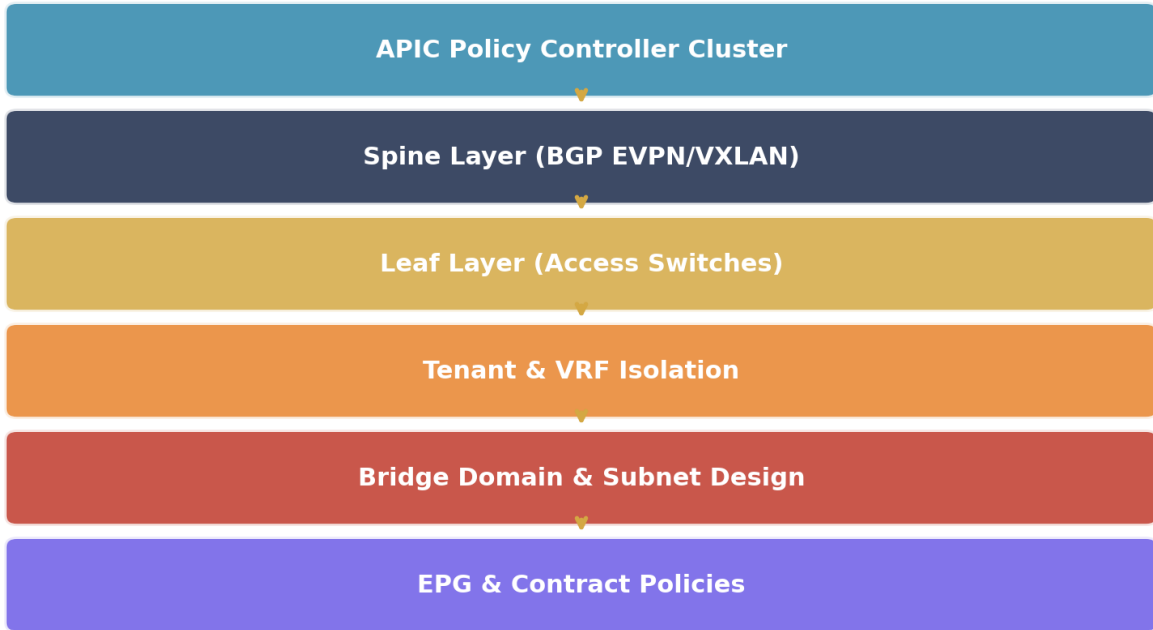 APIC Policy Controller Cluster
Spine Layer (BGP EVPN/VXLAN)
Leaf Layer (Access Switches)
Tenant & VRF Isolation
Bridge Domain & Subnet Design
EPG & Contract Policies